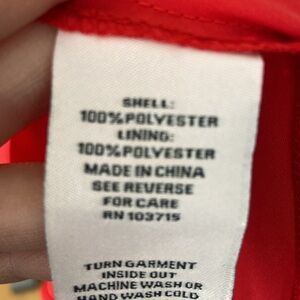 SHELL:
100% POLYESTER
LINING:
100% POLYESTER
MADE IN CHINA
SEE REVERSE
FOR CARE
RN 103715
TURN GARMENT
INSIDE OUT
MACHINE WASH OR
HAND WASH COLD